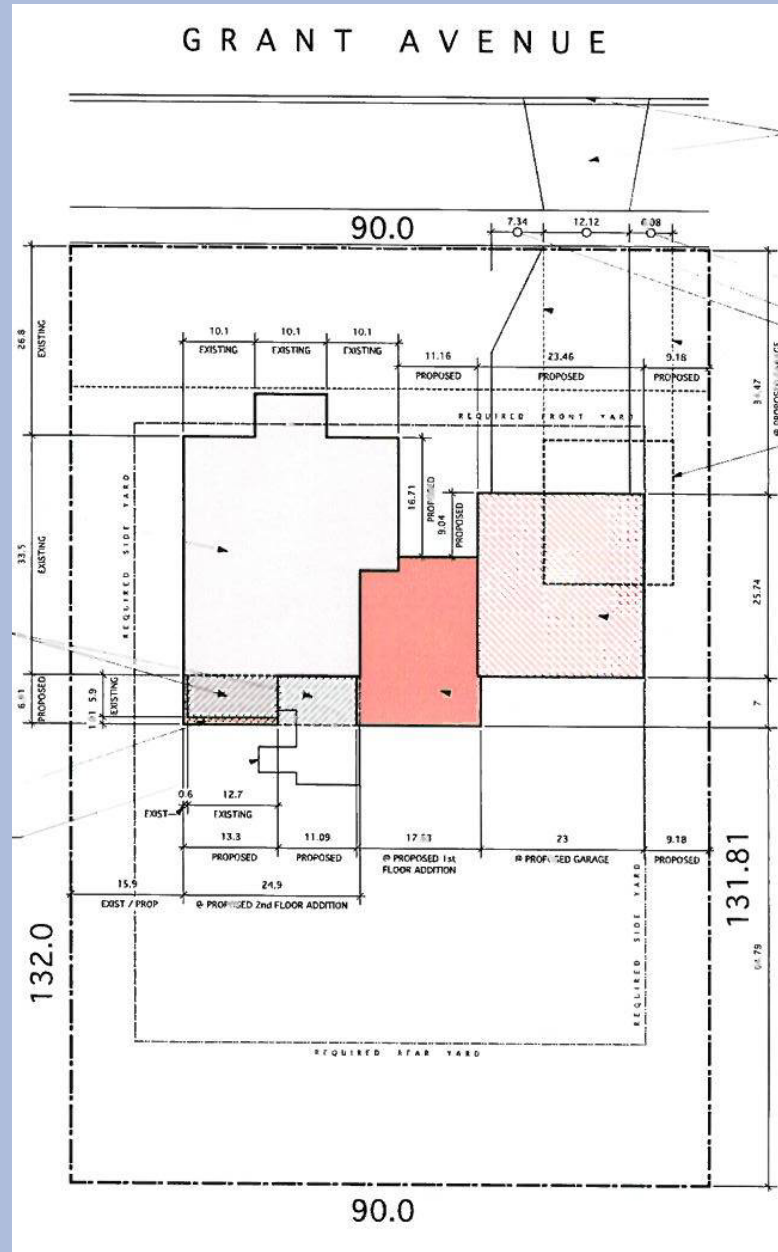 GRANT AVENUE
90.0
7.34
12.12
6.08
26.8
EXISTING
10.1
EXISTING
10.1
EXISTING
10.1
EXISTING
11.16
PROPOSED
23.46
PROPOSED
9.18
PROPOSED
34.47
REQUIRED FRONT YARD
REQUIRED SIDE YARD
33.5
EXISTING
16.71
PROPOSED
9.04
PROPOSED
25.74
PROPOSED
5.9
EXISTING
7
0.6
EXIST
12.7
EXISTING
13.3
PROPOSED
11.09
PROPOSED
@ PROPOSED 1st
FLOOR ADDITION
23
@ PROPOSED GARAGE
9.18
PROPOSED
15.9
EXIST / PROP
24.9
@ PROPOSED 2nd FLOOR ADDITION
132.0
131.81
REQUIRED SIDE YARD
REQUIRED REAR YARD
90.0